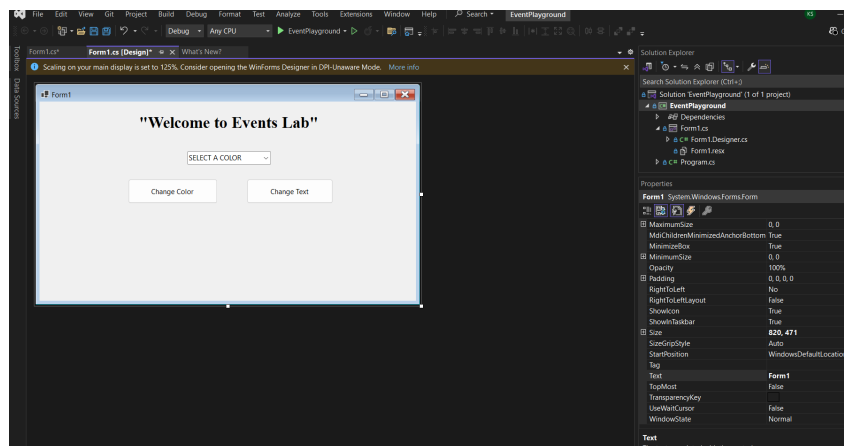 File Edit View Git Project Build Debug Format Test Analyze Tools Extensions Window Help Search EventPlayground KS
Debug Any CPU EventPlayground
Toolbox
Data Sources
Form1.cs* Form1.cs [Design]* What's New?
Scaling on your main display is set to 125%. Consider opening the WinForms Designer in DPI-Unaware Mode. More info
Form1
"Welcome to Events Lab"
SELECT A COLOR
Change Color Change Text
Solution Explorer
Search Solution Explorer (Ctrl+;)
Solution 'EventPlayground' (1 of 1 project)
C# EventPlayground
Dependencies
Form1.cs
C# Form1.Designer.cs
Form1.resx
C# Program.cs
Properties
Form1 System.Windows.Forms.Form
MaximumSize 0, 0
MdiChildrenMinimizedAnchorBottom True
MinimizeBox True
MinimumSize 0, 0
Opacity 100%
Padding 0, 0, 0, 0
RightToLeft No
RightToLeftLayout False
ShowIcon True
ShowInTaskbar True
Size 820, 471
SizeGripStyle Auto
StartPosition WindowsDefaultLocatio
Tag
Text Form1
TopMost False
TransparencyKey
UseWaitCursor False
WindowState Normal
Text